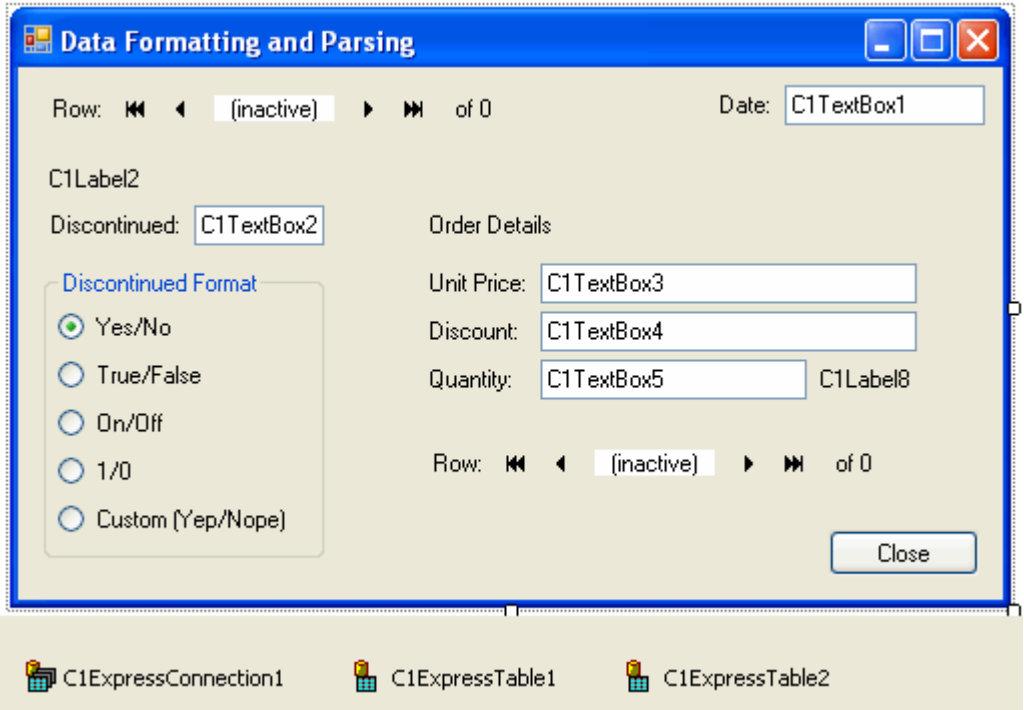 Data Formatting and Parsing
Row: (inactive) of 0 Date: C1TextBox1
C1Label2
Discontinued: C1TextBox2 Order Details
Discontinued Format Unit Price: C1TextBox3
Yes/No Discount: C1TextBox4
True/False Quantity: C1TextBox5 C1Label8
On/Off
1/0 Row: (inactive) of 0
Custom (Yep/Nope)
Close
C1ExpressConnection1 C1ExpressTable1 C1ExpressTable2